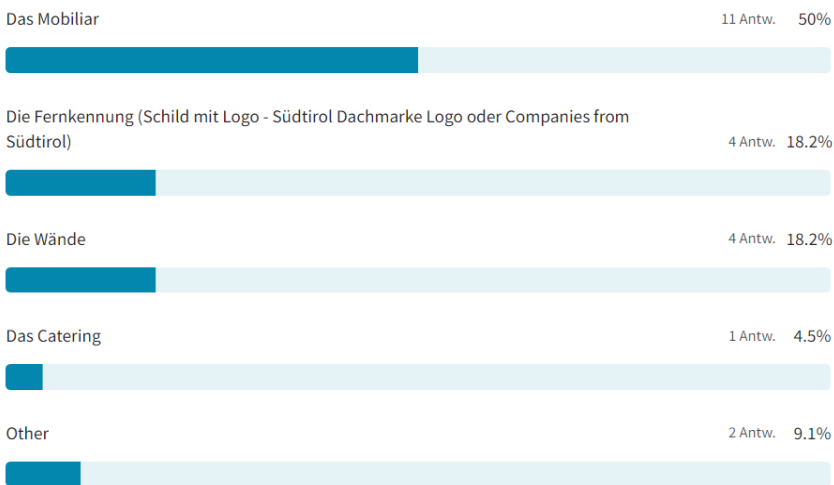 Das Mobiliar 11 Antw. 50%
Die Fernkennung (Schild mit Logo - Südtirol Dachmarke Logo oder Companies from
Südtirol) 4 Antw. 18.2%
Die Wände 4 Antw. 18.2%
Das Catering 1 Antw. 4.5%
Other 2 Antw. 9.1%